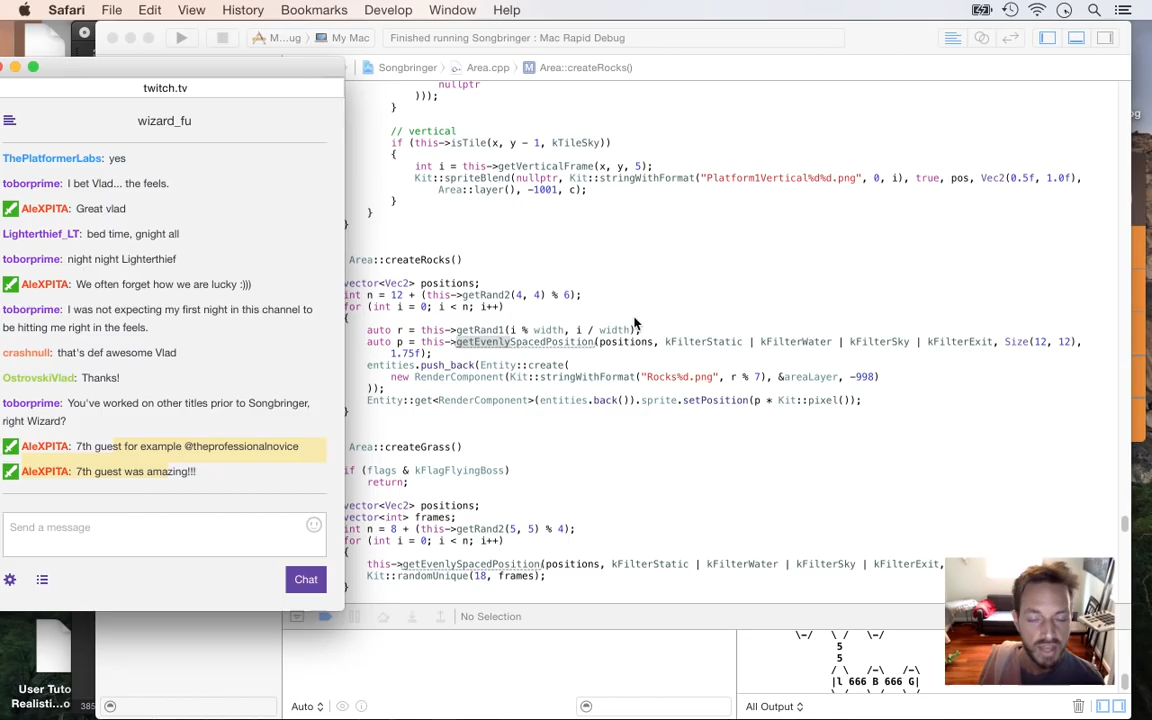 Safari File Edit View History Bookmarks Develop Window Help
M...ug My Mac
Finished running Songbringer : Mac Rapid Debug
Songbringer Area.cpp M Area::createRocks()
twitch.tv
wizard_fu
ThePlatformerLabs: yes
toborprime: I bet Vlad... the feels.
AleXPITA: Great vlad
Lighterthief_LT: bed time, gnight all
toborprime: night night Lighterthief
AleXPITA: We often forget how we are lucky :)))
toborprime: I was not expecting my first night in this channel to
be hitting me right in the feels.
crashnull: that's def awesome Vlad
OstrovskiVlad: Thanks!
toborprime: You've worked on other titles prior to Songbringer,
right Wizard?
AleXPITA: 7th guest for example @theprofessionalnovice
AleXPITA: 7th guest was amazing!!!
Send a message
Chat
nullptr
)));
}
// vertical
if (this->isTile(x, y - 1, kTileSky))
{
int i = this->getVerticalFrame(x, y, 5);
Kit::spriteBlend(nullptr, Kit::stringWithFormat("Platform1Vertical%d%d.png", 0, i), true, pos, Vec2(0.5f, 1.0f),
Area::layer(), -1001, c);
}
}
}
Area::createRocks()
vector<Vec2> positions;
int n = 12 + (this->getRand2(4, 4) % 6);
for (int i = 0; i < n; i++)
{
auto r = this->getRand1(i % width, i / width);
auto p = this->getEvenlySpacedPosition(positions, kFilterStatic | kFilterWater | kFilterSky | kFilterExit, Size(12, 12),
1.75f);
entities.push_back(Entity::create(
new RenderComponent(Kit::stringWithFormat("Rocks%d.png", r % 7), &areaLayer, -998)
));
Entity::get<RenderComponent>(entities.back()).sprite.setPosition(p * Kit::pixel());
}
Area::createGrass()
if (flags & kFlagFlyingBoss)
return;
vector<Vec2> positions;
vector<int> frames;
int n = 8 + (this->getRand2(5, 5) % 4);
for (int i = 0; i < n; i++)
{
this->getEvenlySpacedPosition(positions, kFilterStatic | kFilterWater | kFilterSky | kFilterExit,
Kit::randomUnique(18, frames);
}
No Selection
\-/ \ / \-/
5
5
/ \ /-\ /-\
|l 666 B 666 G|
User Tuto
Realisti...o
385
Auto
All Output